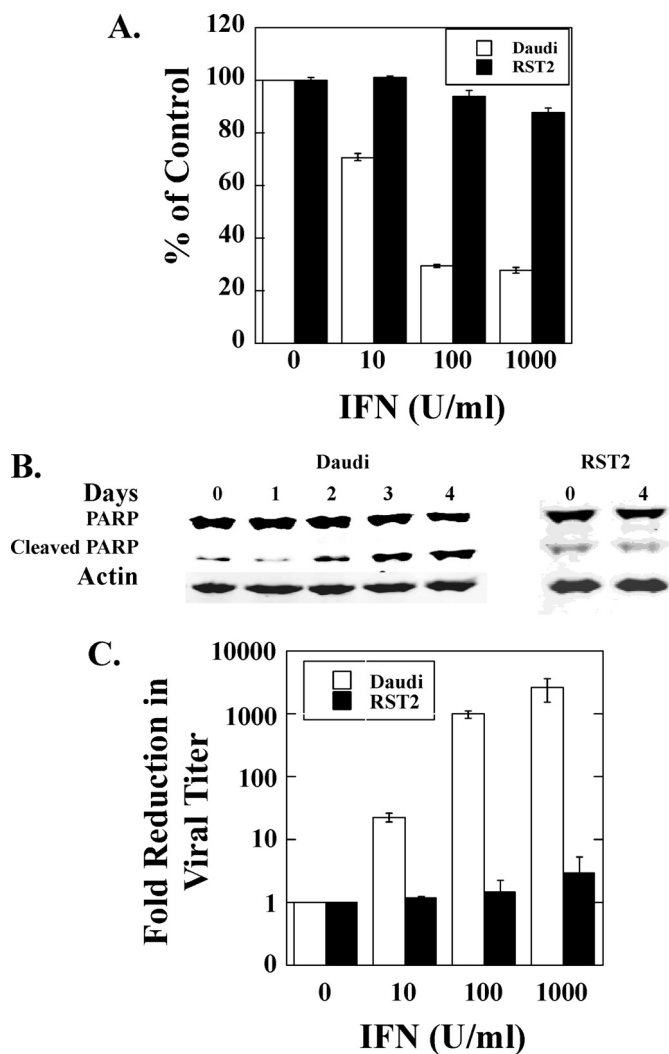 A.
120
100
80
60
40
20
0
% of Control
Daudi
RST2
0 10 100 1000
IFN (U/ml)
B.
Daudi RST2
Days 0 1 2 3 4 0 4
PARP
Cleaved PARP
Actin
C.
10000
1000
100
10
1
0
Fold Reduction in
Viral Titer
Daudi
RST2
0 10 100 1000
IFN (U/ml)